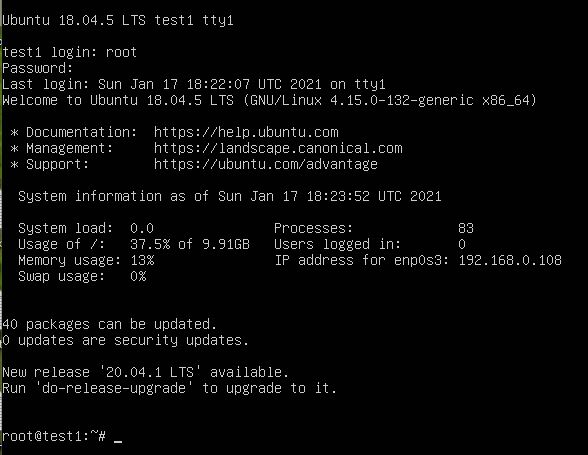 Ubuntu 18.04.5 LTS test1 tty1
test1 login: root
Password:
Last login: Sun Jan 17 18:22:07 UTC 2021 on tty1
Welcome to Ubuntu 18.04.5 LTS (GNU/Linux 4.15.0-132-generic x86_64)
* Documentation:  https://help.ubuntu.com
* Management:     https://landscape.canonical.com
* Support:        https://ubuntu.com/advantage
System information as of Sun Jan 17 18:23:52 UTC 2021
System load:  0.0               Processes:           83
Usage of /:   37.5% of 9.91GB   Users logged in:     0
Memory usage: 13%               IP address for enp0s3: 192.168.0.108
Swap usage:   0%
40 packages can be updated.
0 updates are security updates.
New release '20.04.1 LTS' available.
Run 'do-release-upgrade' to upgrade to it.
root@test1:~# _